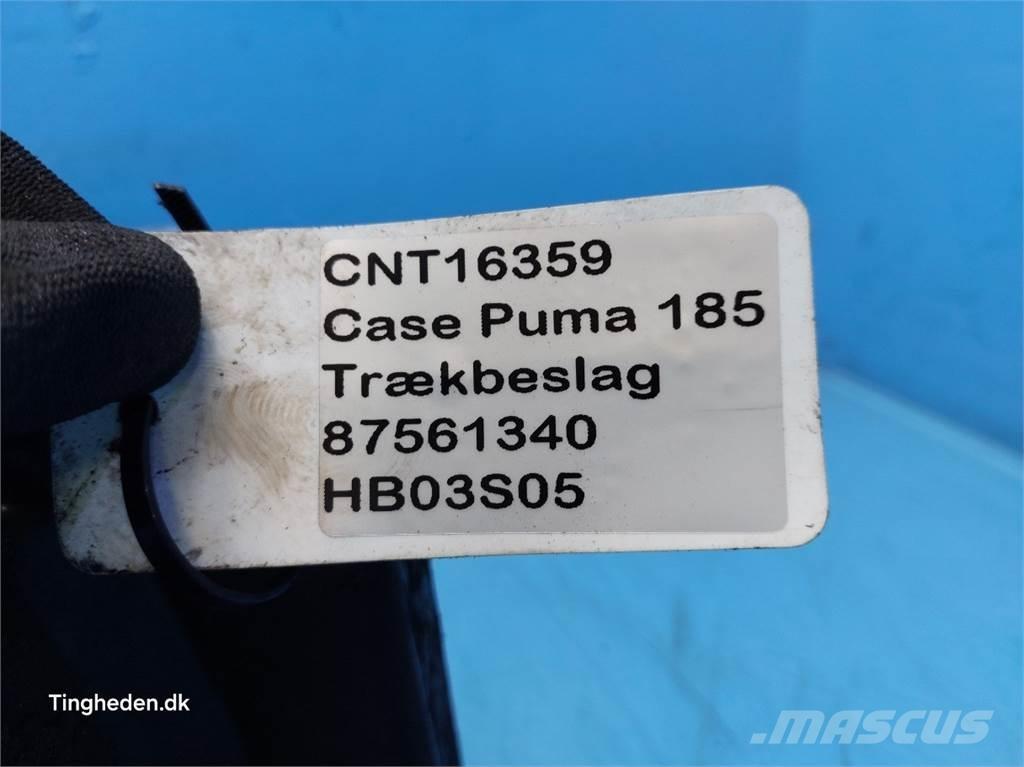 CNT16359
Case Puma 185
Trækbeslag
87561340
HB03S05
Tingheden.dk
MASCUS